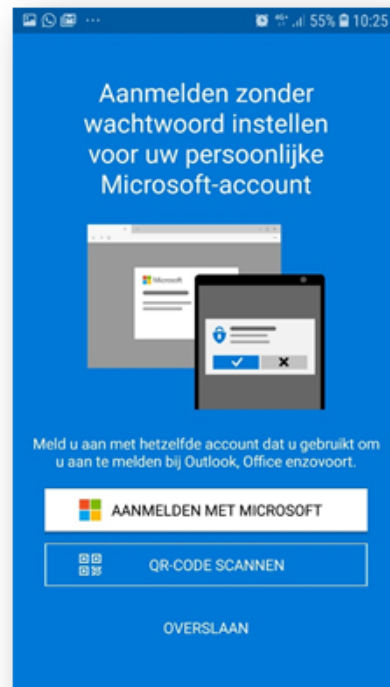 55% 10:25
Aanmelden zonder
wachtwoord instellen
voor uw persoonlijke
Microsoft-account
Microsoft
Meld u aan met hetzelfde account dat u gebruikt om
u aan te melden bij Outlook, Office enzovoort.
AANMELDEN MET MICROSOFT
QR-CODE SCANNEN
OVERSLAAN